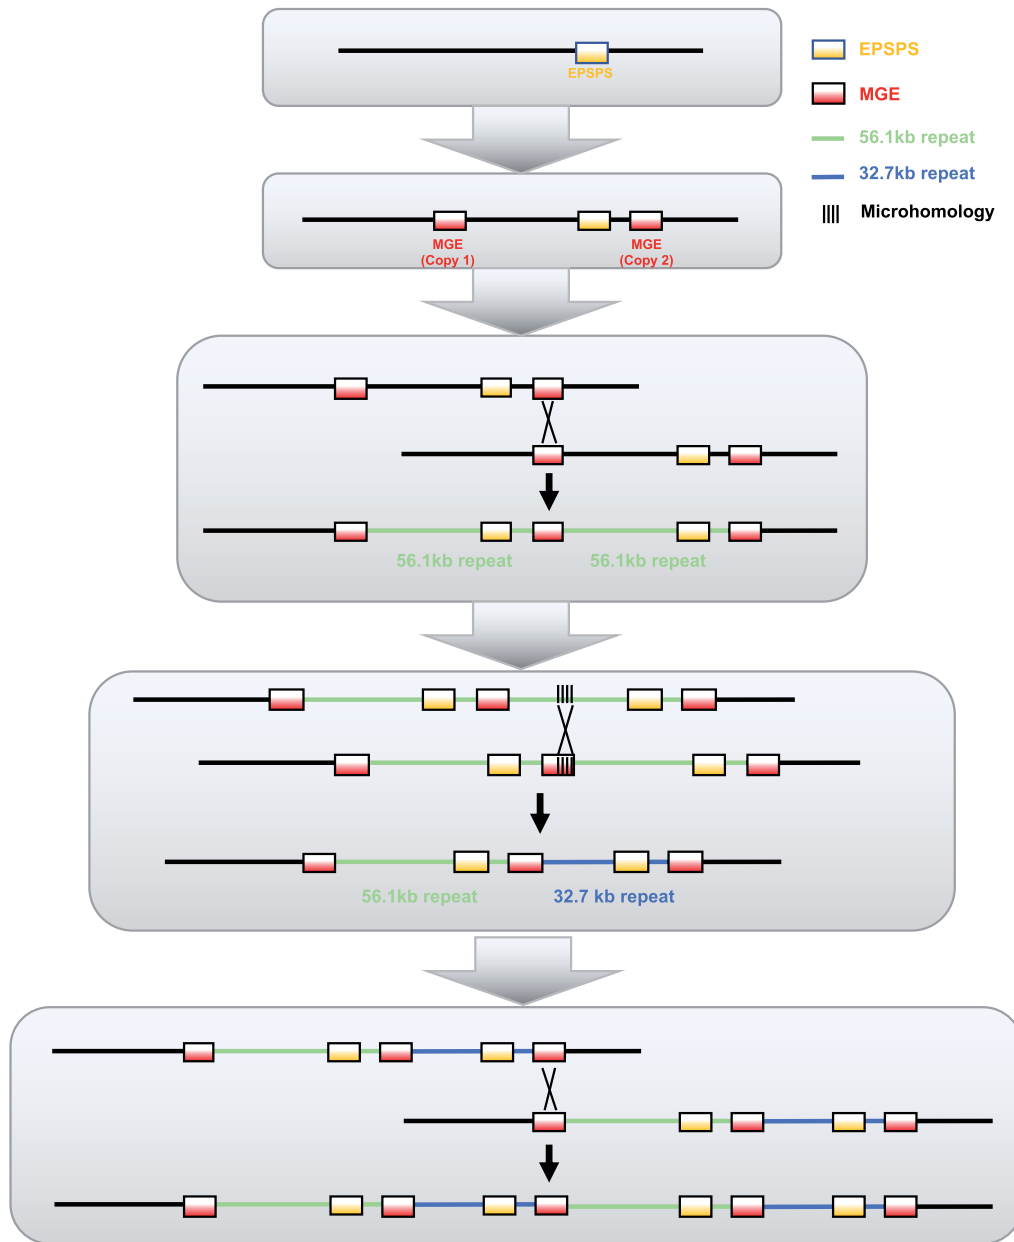 EPSPS
EPSPS
MGE
56.1kb repeat
32.7kb repeat
Microhomology
MGE
(Copy 1)
MGE
(Copy 2)
56.1kb repeat
56.1kb repeat
56.1kb repeat
32.7 kb repeat